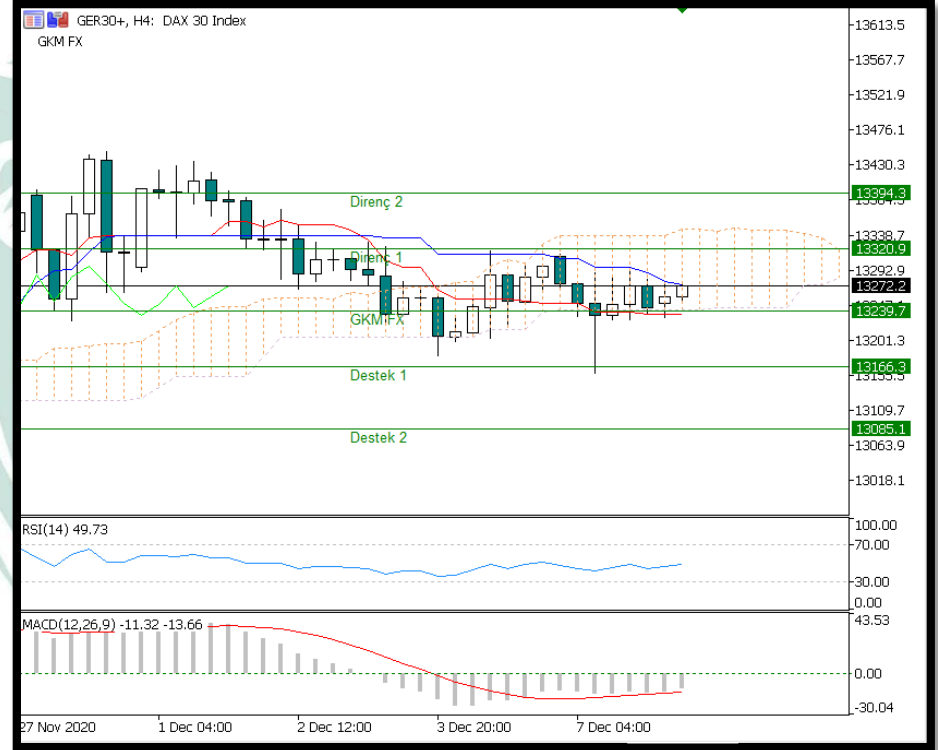 GER30+, H4: DAX 30 Index
GKM FX
13613.5
13567.7
13521.9
13476.1
13430.3
13394.3
Direnç 2
13338.7
13320.9
Direnç 1
13292.9
13272.2
13239.7
GKM FX
13201.3
13166.3
Destek 1
13109.7
13085.1
Destek 2
13063.9
13018.1
RSI(14) 49.73
100.00
70.00
30.00
0.00
MACD(12,26,9) -11.32 -13.66
43.53
0.00
-30.04
27 Nov 2020
1 Dec 04:00
2 Dec 12:00
3 Dec 20:00
7 Dec 04:00